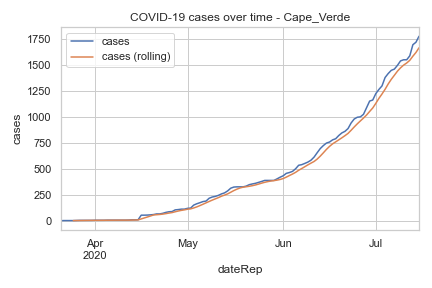 COVID-19 cases over time - Cape_Verde
cases
cases (rolling)
1750
1500
1250
1000
750
500
250
0
cases
Apr
2020
May
Jun
Jul
dateRep